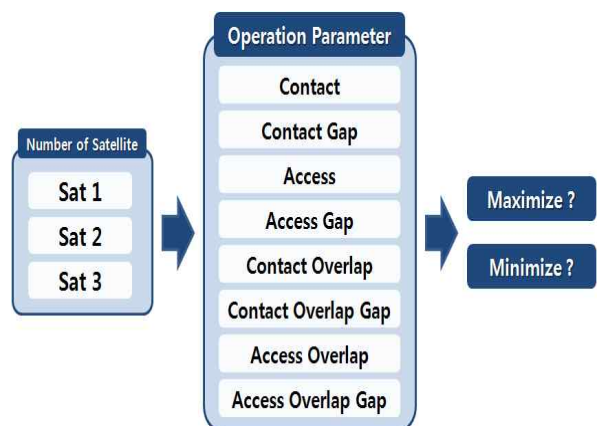 Number of Satellite
Sat 1
Sat 2
Sat 3
Operation Parameter
Contact
Contact Gap
Access
Access Gap
Contact Overlap
Contact Overlap Gap
Access Overlap
Access Overlap Gap
Maximize ?
Minimize ?